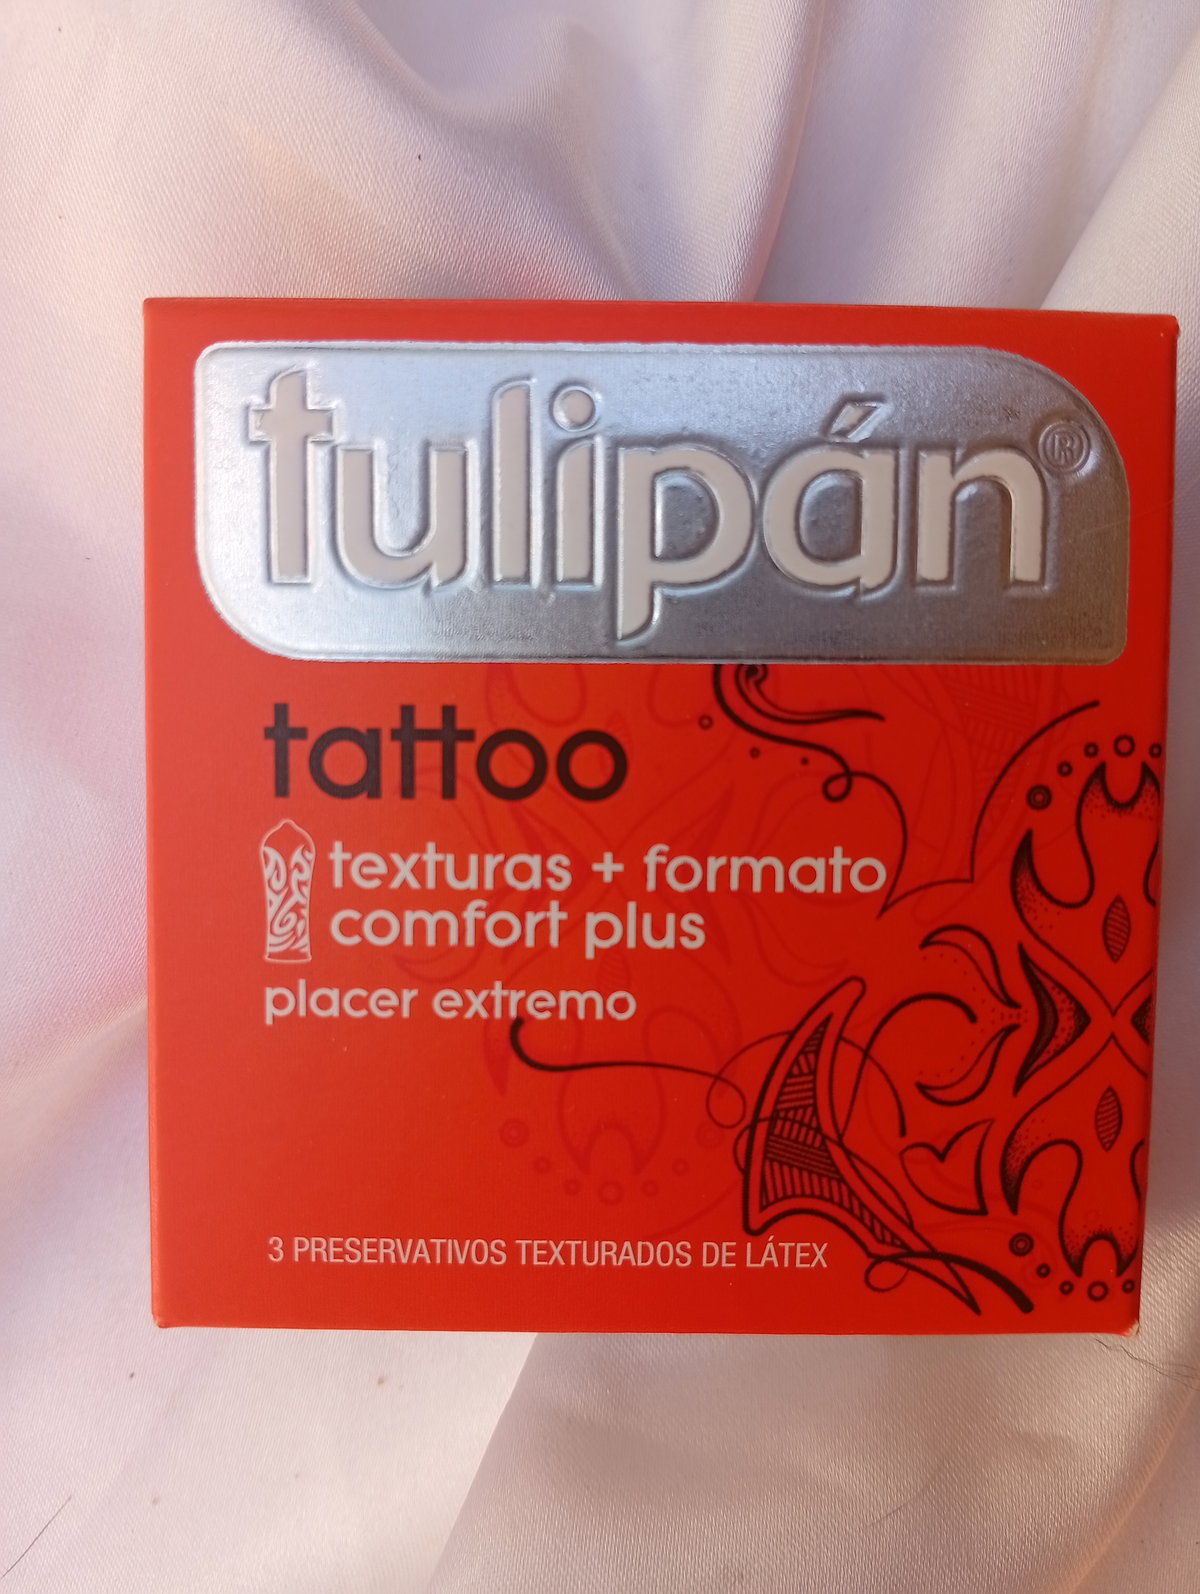 tulipán®
tattoo
texturas + formato
comfort plus
placer extremo
3 PRESERVATIVOS TEXTURADOS DE LÁTEX